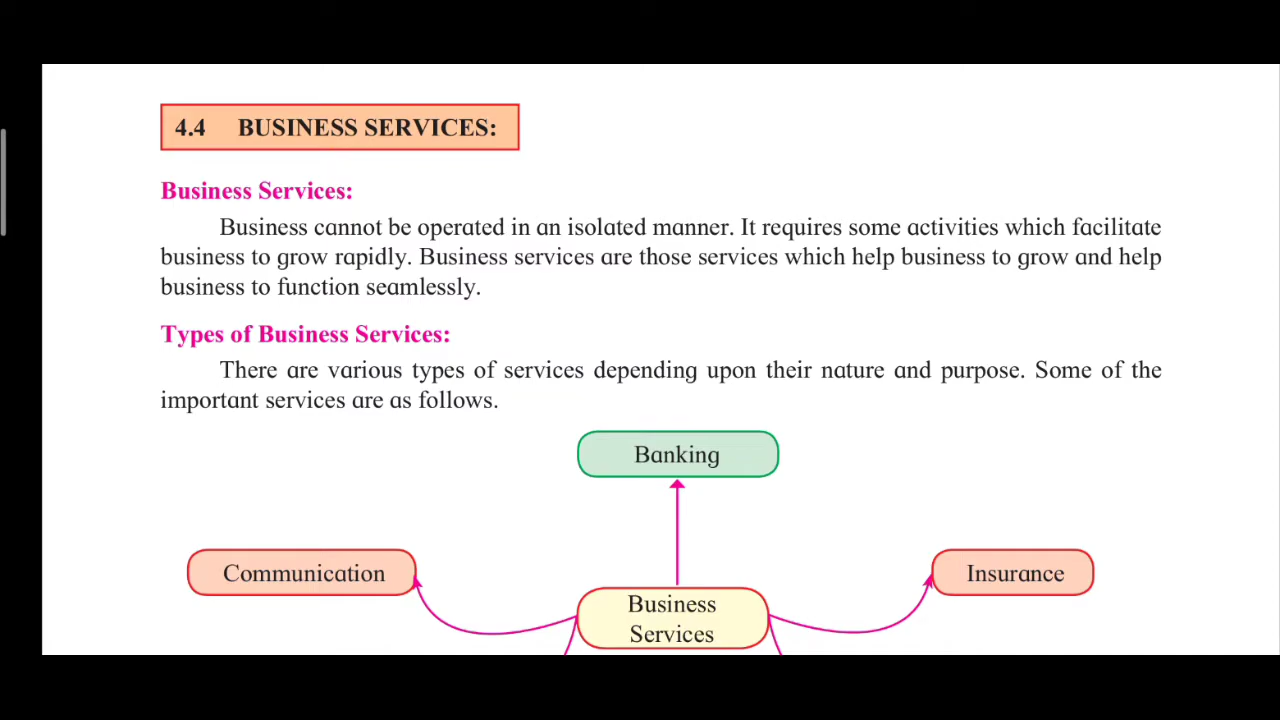 4.4 BUSINESS SERVICES:
Business Services:
Business cannot be operated in an isolated manner. It requires some activities which facilitate
business to grow rapidly. Business services are those services which help business to grow and help
business to function seamlessly.
Types of Business Services:
There are various types of services depending upon their nature and purpose. Some of the
important services are as follows.
Banking
Communication
Insurance
Business
Services